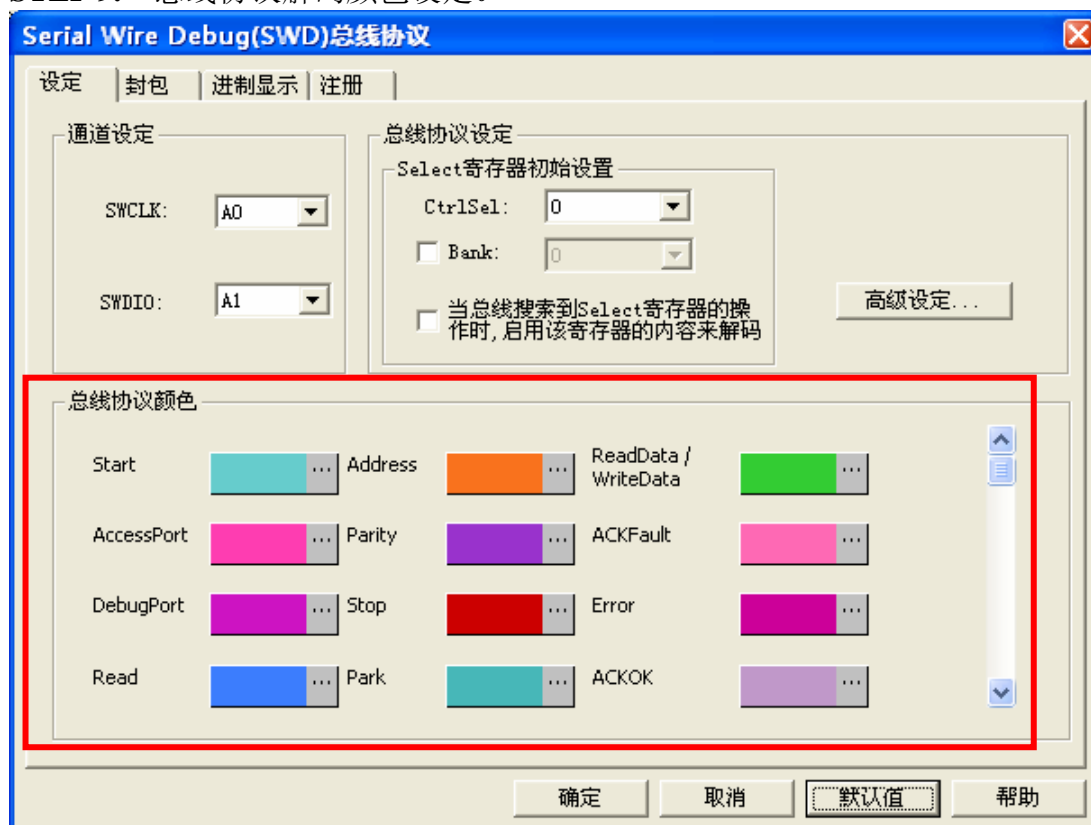 Serial Wire Debug(SWD)总线协议
设定 封包 进制显示 注册
通道设定
SWCLK: A0
SWDIO: A1
总线协议设定
Select寄存器初始设置
CtrlSel: 0
Bank: 0
当总线搜索到Select寄存器的操
作时,启用该寄存器的内容来解码
高级设定...
总线协议颜色
Start ... Address ... ReadData /
WriteData ...
AccessPort ... Parity ... ACKFault ...
DebugPort ... Stop ... Error ...
Read ... Park ... ACKOK ...
确定 取消 默认值 帮助